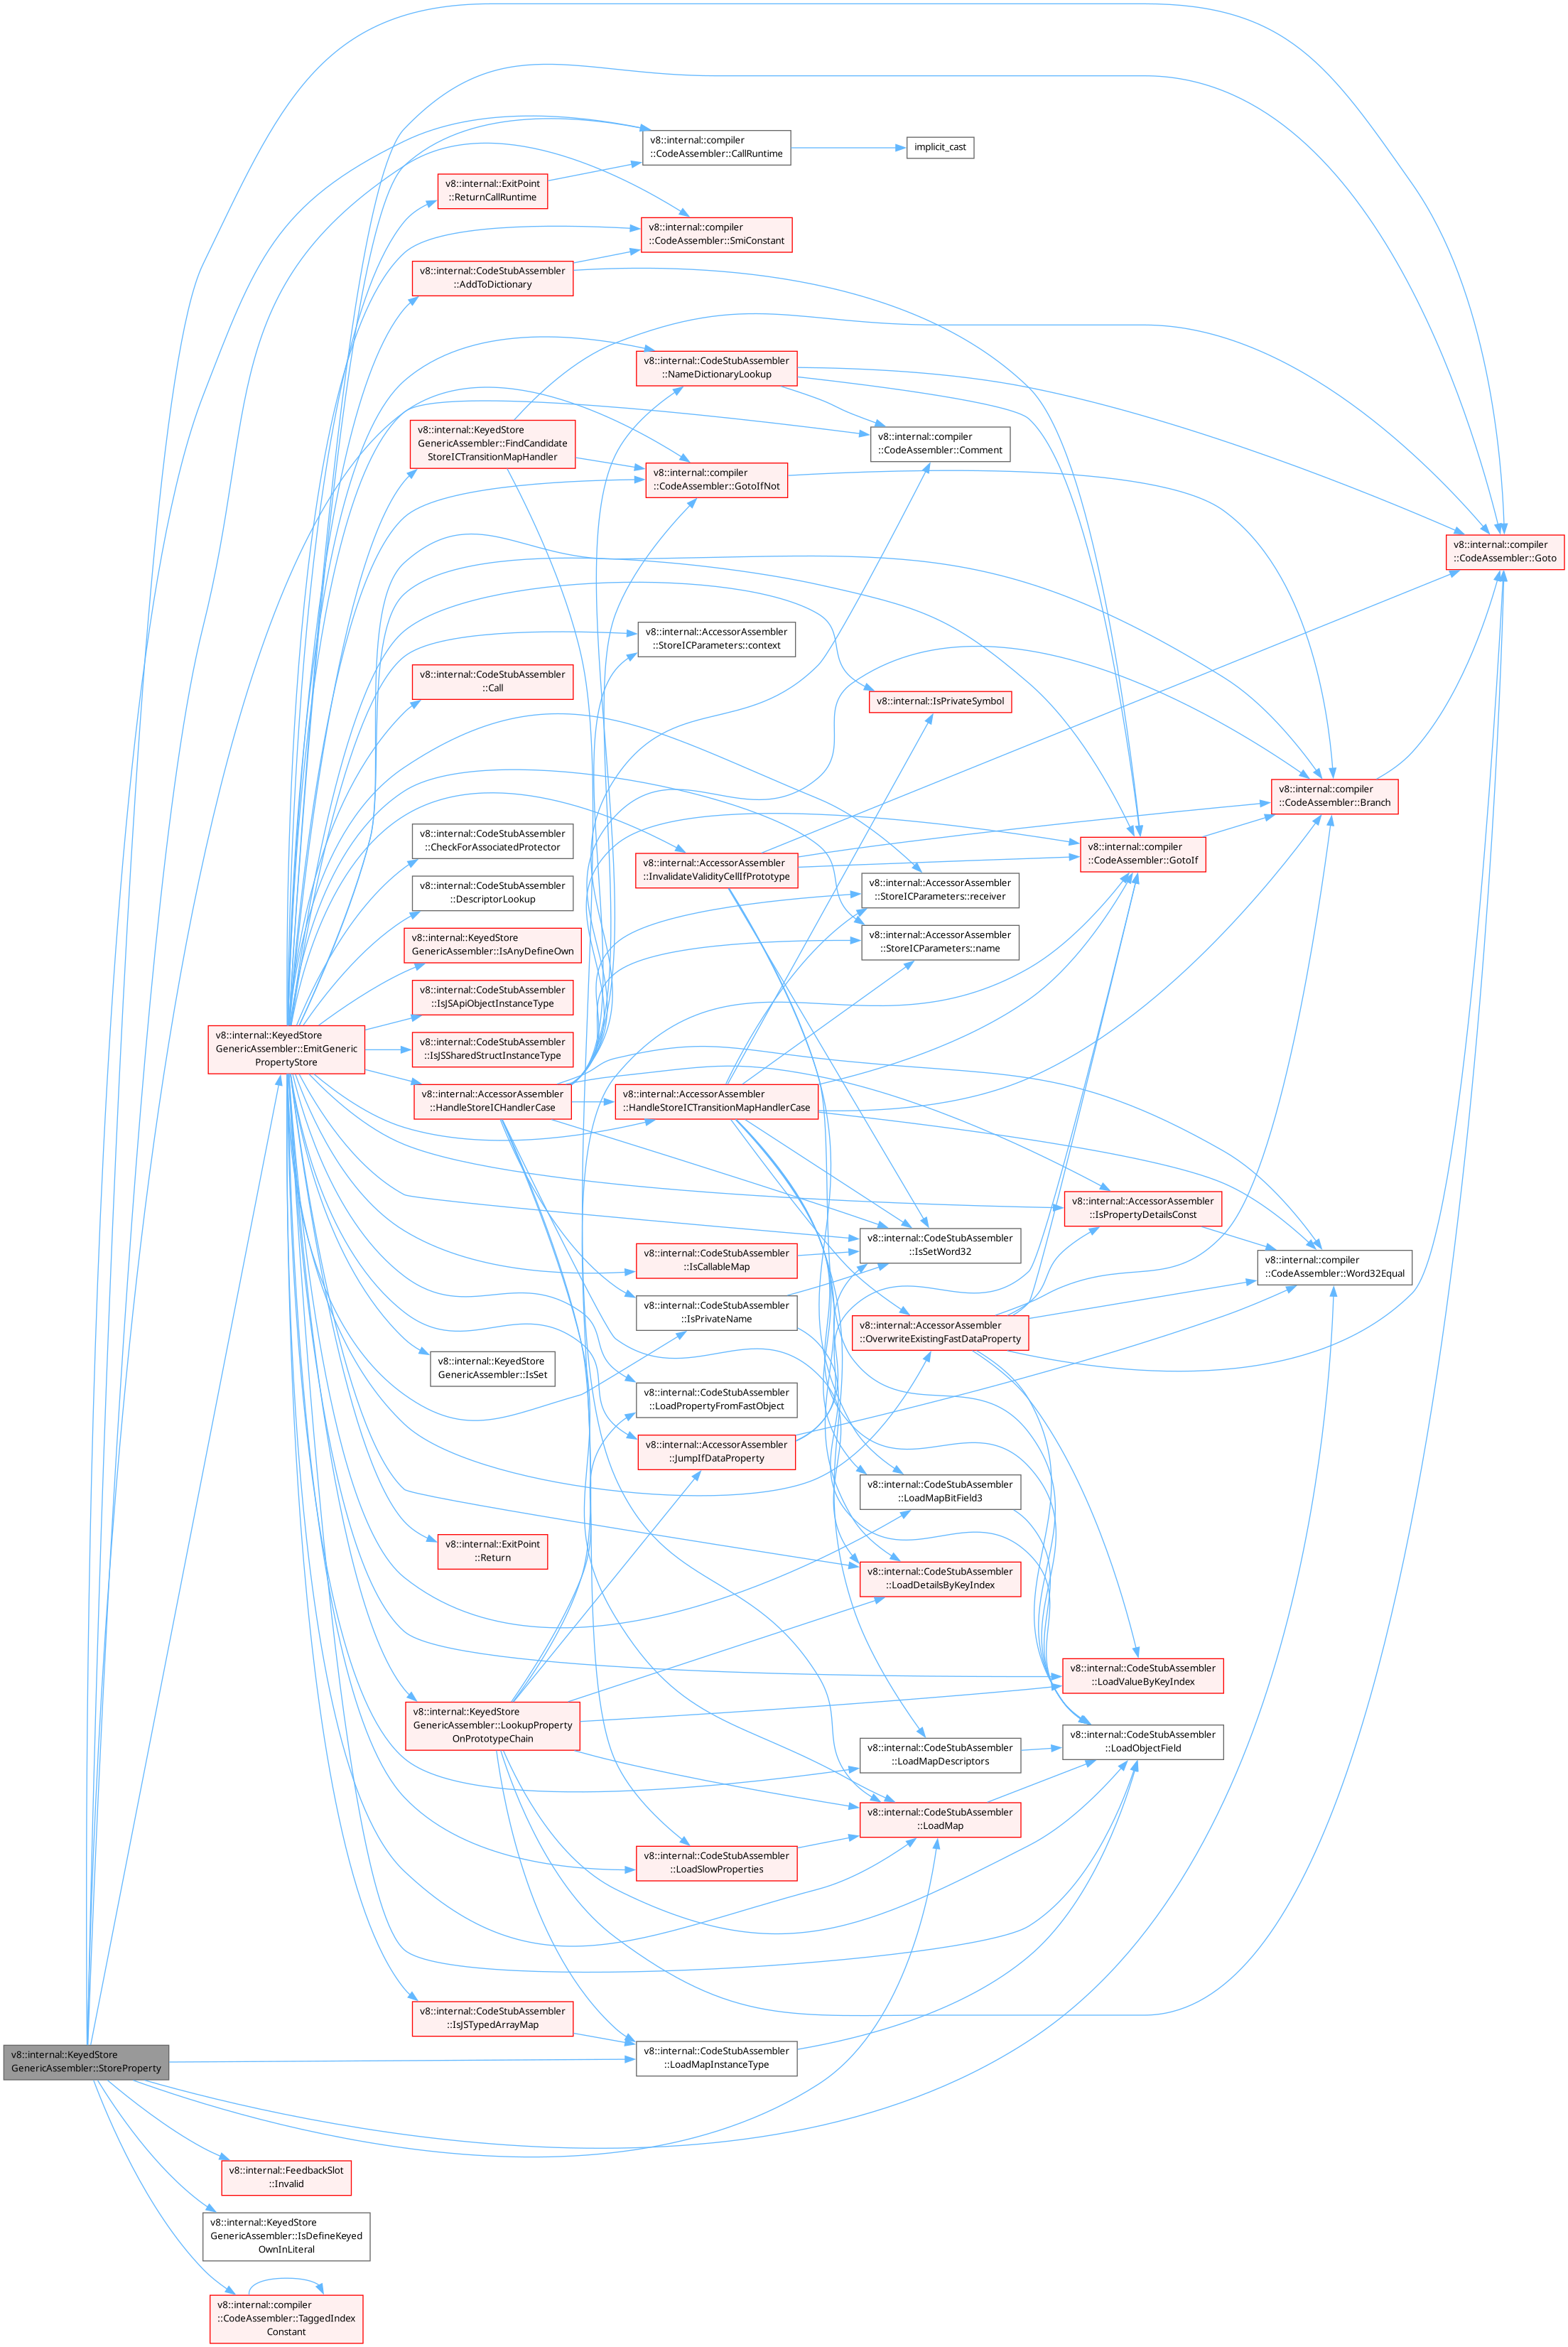 v8::internal::compiler
::CodeAssembler::CallRuntime
implicit_cast
v8::internal::ExitPoint
::ReturnCallRuntime
v8::internal::compiler
::CodeAssembler::SmiConstant
v8::internal::CodeStubAssembler
::AddToDictionary
v8::internal::CodeStubAssembler
::NameDictionaryLookup
v8::internal::KeyedStore
GenericAssembler::FindCandidate
StoreICTransitionMapHandler
v8::internal::compiler
::CodeAssembler::Comment
v8::internal::compiler
::CodeAssembler::GotoIfNot
v8::internal::compiler
::CodeAssembler::Goto
v8::internal::AccessorAssembler
::StoreICParameters::context
v8::internal::CodeStubAssembler
::Call
v8::internal::IsPrivateSymbol
v8::internal::compiler
::CodeAssembler::Branch
v8::internal::CodeStubAssembler
::CheckForAssociatedProtector
v8::internal::compiler
::CodeAssembler::GotoIf
v8::internal::AccessorAssembler
::InvalidateValidityCellIfPrototype
v8::internal::CodeStubAssembler
::DescriptorLookup
v8::internal::AccessorAssembler
::StoreICParameters::receiver
v8::internal::KeyedStore
GenericAssembler::IsAnyDefineOwn
v8::internal::AccessorAssembler
::StoreICParameters::name
v8::internal::CodeStubAssembler
::IsJSApiObjectInstanceType
v8::internal::KeyedStore
GenericAssembler::EmitGeneric
PropertyStore
v8::internal::CodeStubAssembler
::IsJSSharedStructInstanceType
v8::internal::AccessorAssembler
::HandleStoreICHandlerCase
v8::internal::AccessorAssembler
::HandleStoreICTransitionMapHandlerCase
v8::internal::AccessorAssembler
::IsPropertyDetailsConst
v8::internal::CodeStubAssembler
::IsSetWord32
v8::internal::CodeStubAssembler
::IsCallableMap
v8::internal::compiler
::CodeAssembler::Word32Equal
v8::internal::CodeStubAssembler
::IsPrivateName
v8::internal::AccessorAssembler
::OverwriteExistingFastDataProperty
v8::internal::KeyedStore
GenericAssembler::IsSet
v8::internal::CodeStubAssembler
::LoadPropertyFromFastObject
v8::internal::AccessorAssembler
::JumpIfDataProperty
v8::internal::CodeStubAssembler
::LoadMapBitField3
v8::internal::ExitPoint
::Return
v8::internal::CodeStubAssembler
::LoadDetailsByKeyIndex
v8::internal::CodeStubAssembler
::LoadValueByKeyIndex
v8::internal::KeyedStore
GenericAssembler::LookupProperty
OnPrototypeChain
v8::internal::CodeStubAssembler
::LoadObjectField
v8::internal::CodeStubAssembler
::LoadMapDescriptors
v8::internal::CodeStubAssembler
::LoadMap
v8::internal::CodeStubAssembler
::LoadSlowProperties
v8::internal::CodeStubAssembler
::IsJSTypedArrayMap
v8::internal::KeyedStore
GenericAssembler::StoreProperty
v8::internal::CodeStubAssembler
::LoadMapInstanceType
v8::internal::FeedbackSlot
::Invalid
v8::internal::KeyedStore
GenericAssembler::IsDefineKeyed
OwnInLiteral
v8::internal::compiler
::CodeAssembler::TaggedIndex
Constant